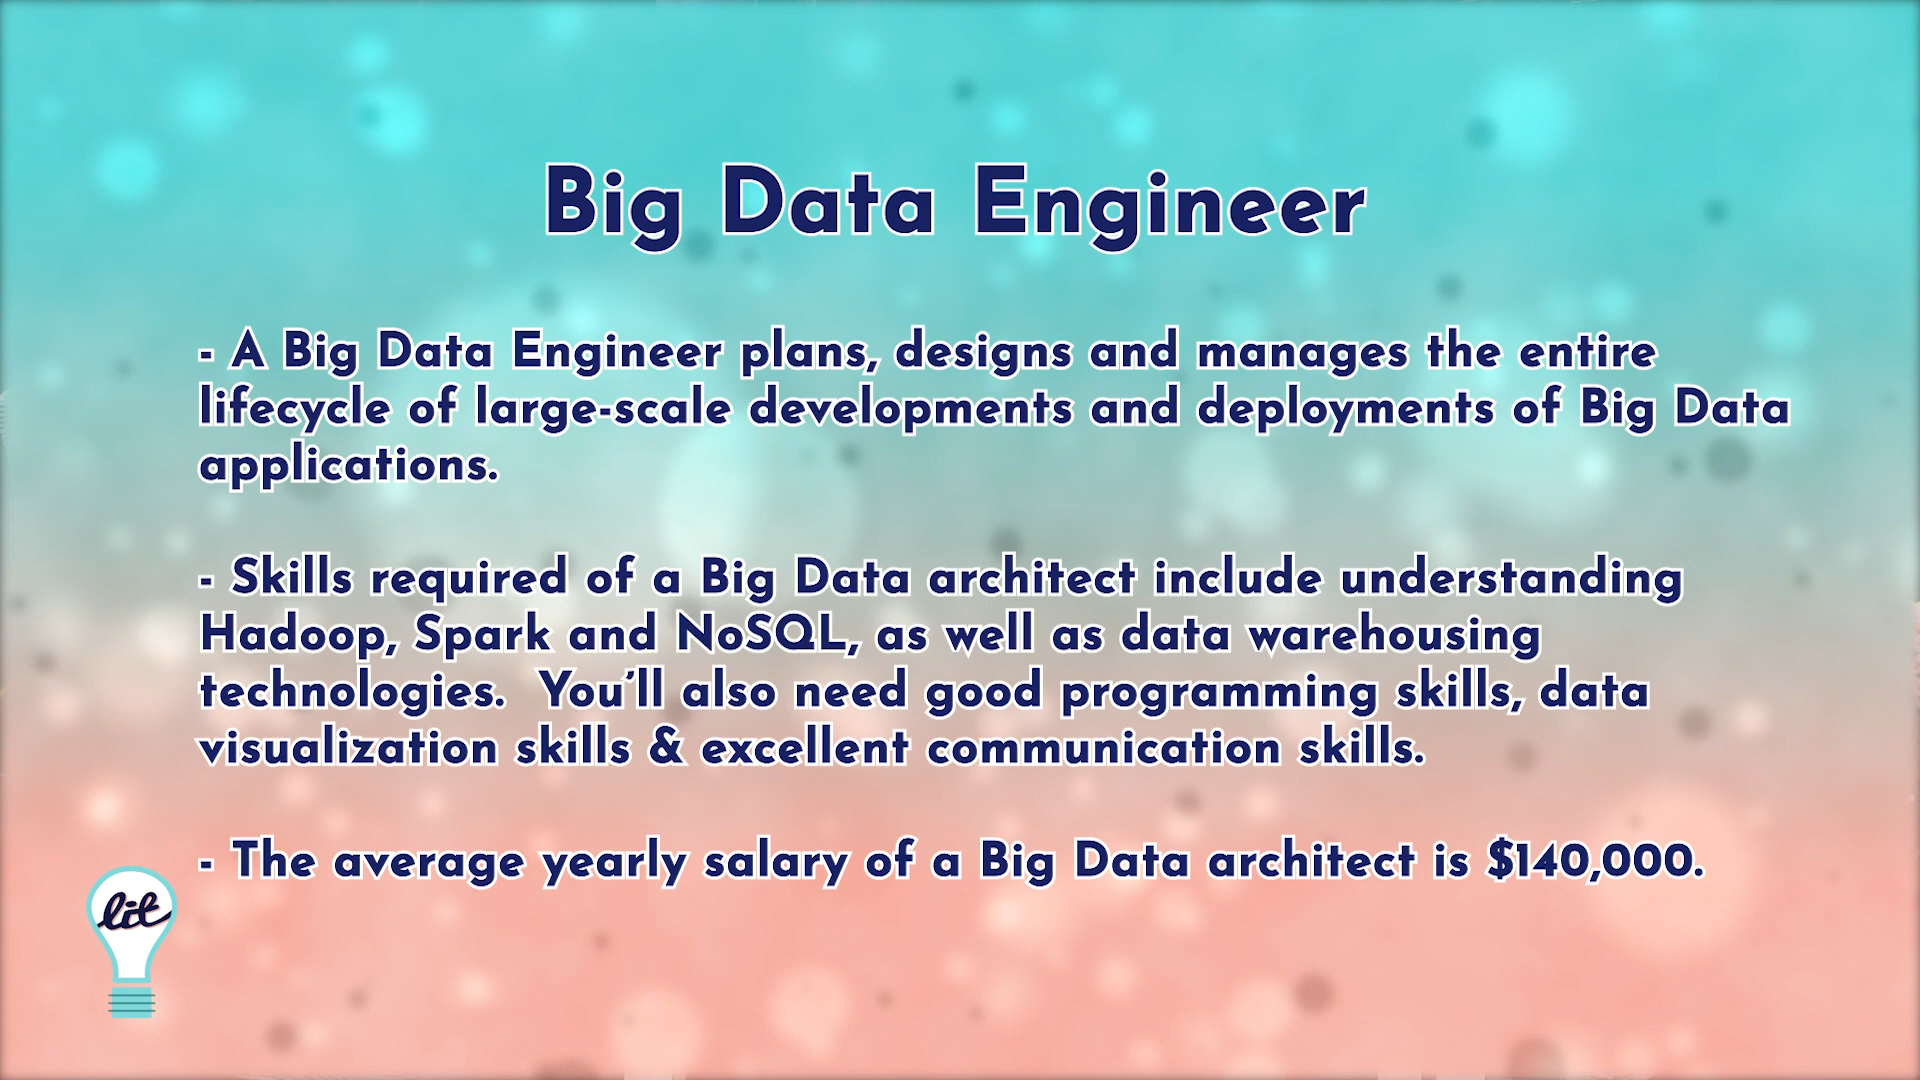 Big Data Engineer
- A Big Data Engineer plans, designs and manages the entire
lifecycle of large-scale developments and deployments of Big Data
applications.
- Skills required of a Big Data architect include understanding
Hadoop, Spark and NoSQL, as well as data warehousing
technologies.  You'll also need good programming skills, data
visualization skills & excellent communication skills.
- The average yearly salary of a Big Data architect is $140,000.
lit